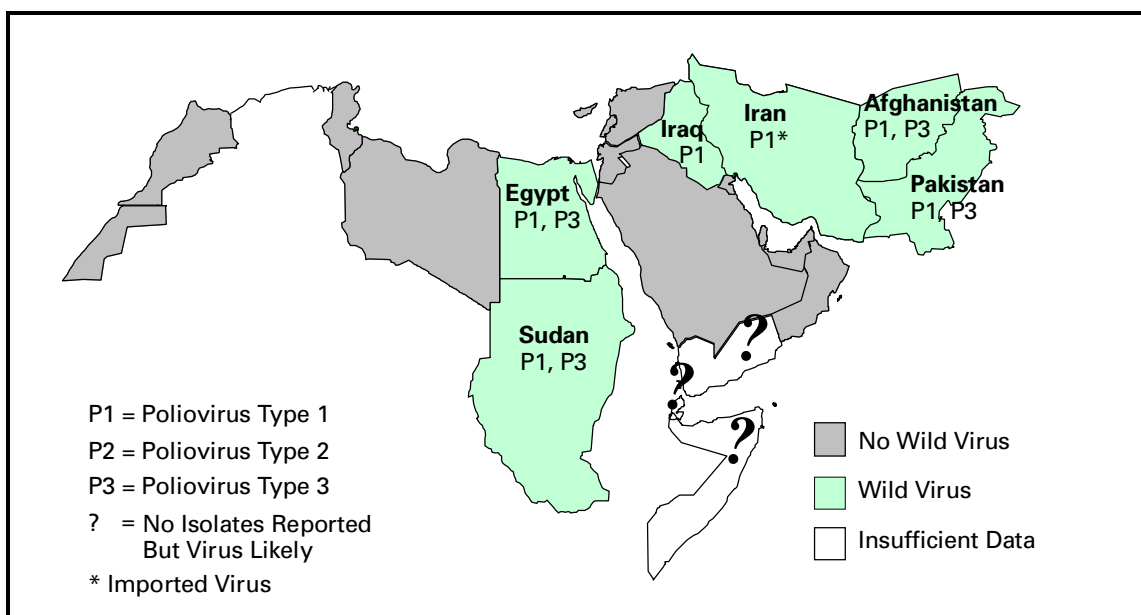 Afghanistan
P1, P3
Iran
P1*
Iraq
P1
Pakistan
P1, P3
Egypt
P1, P3
Sudan
P1, P3
?
?
?
P1 = Poliovirus Type 1
P2 = Poliovirus Type 2
P3 = Poliovirus Type 3
? = No Isolates Reported
But Virus Likely
* Imported Virus
No Wild Virus
Wild Virus
Insufficient Data